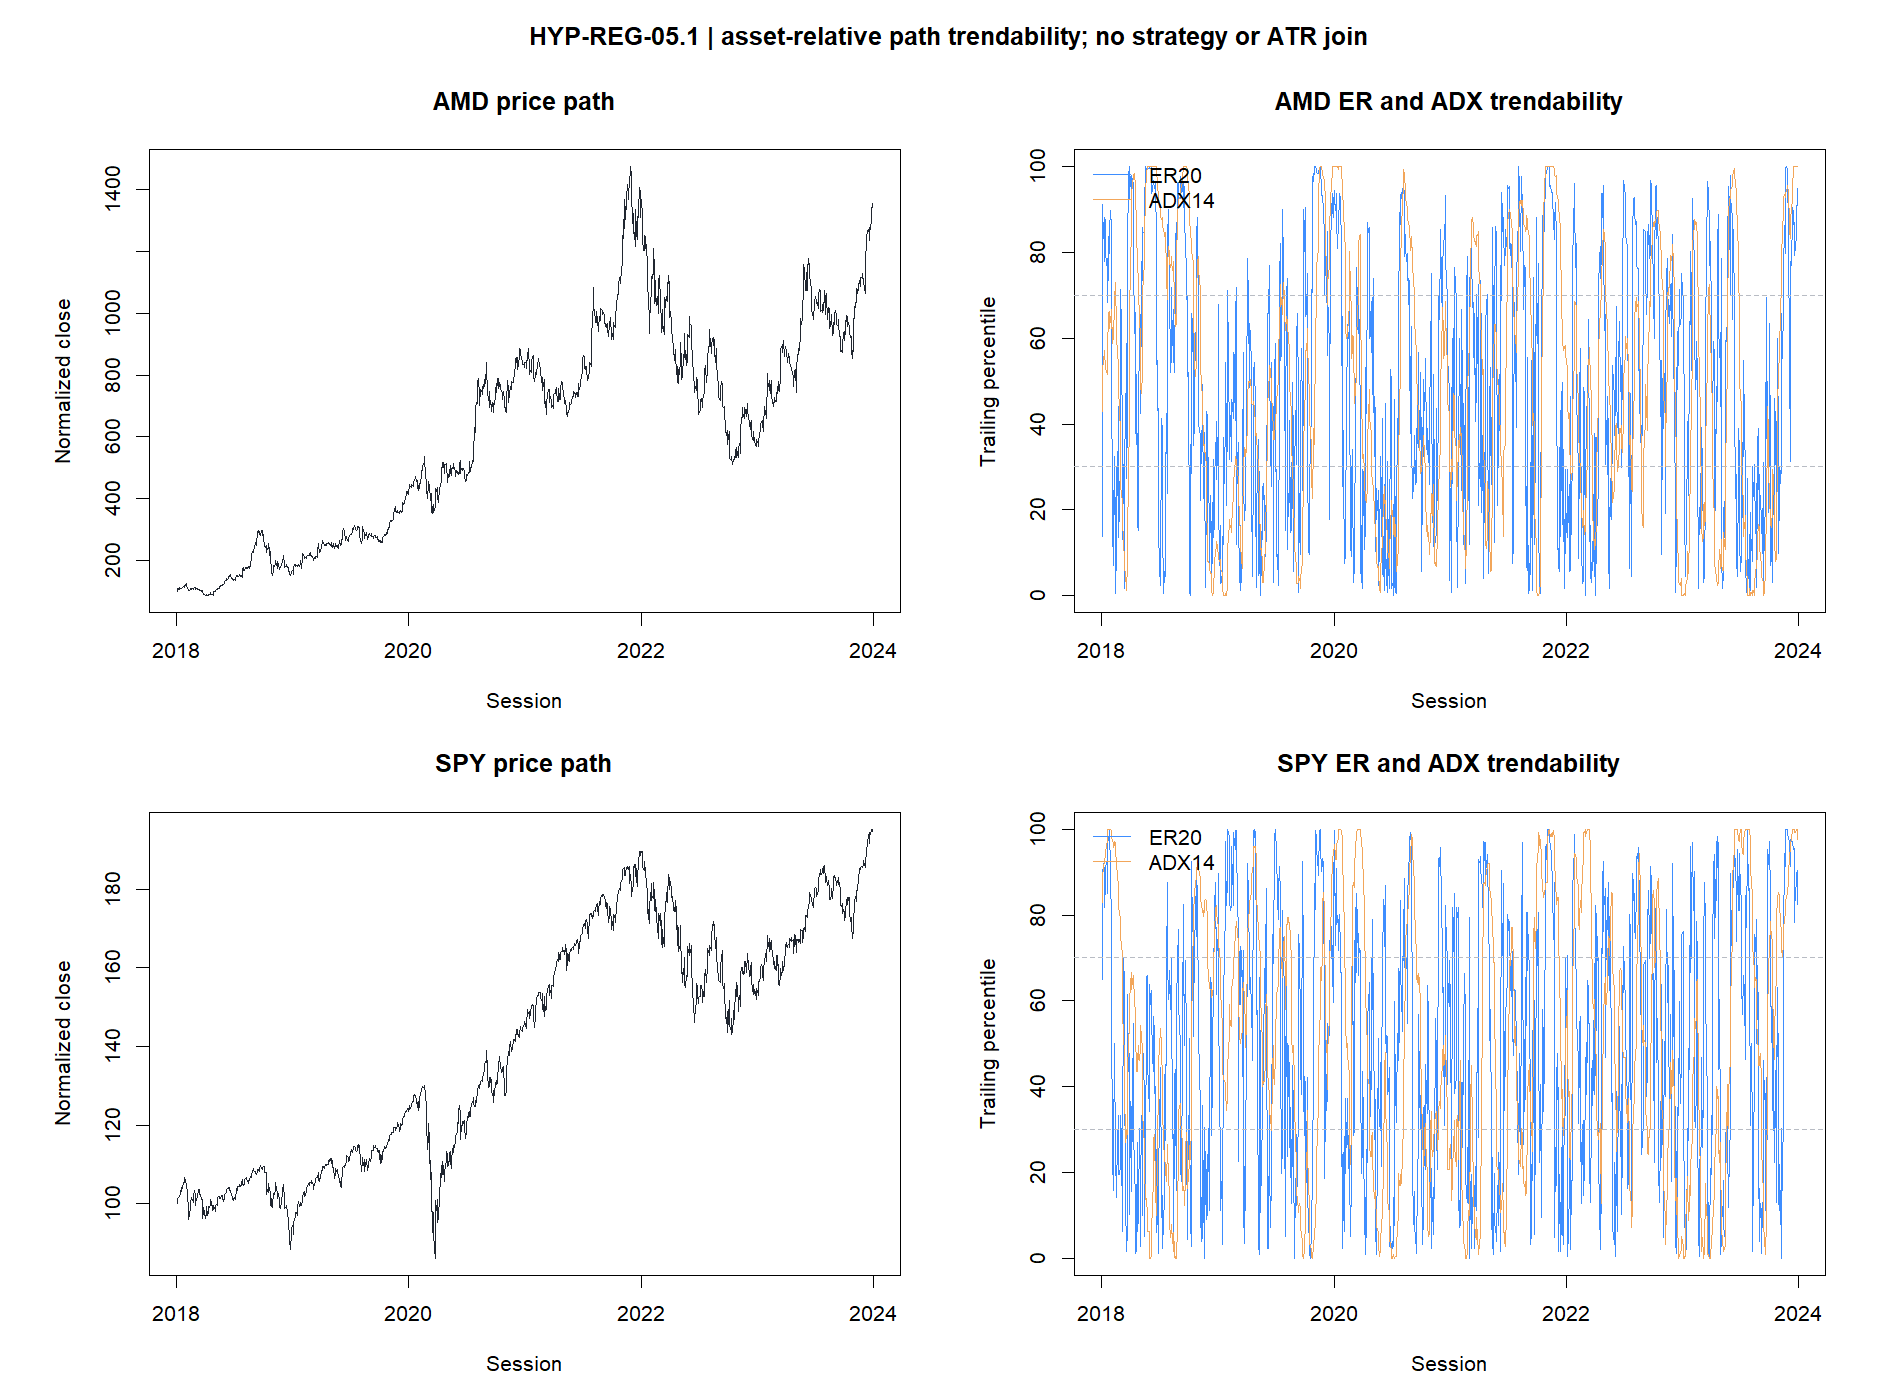 HYP-REG-05.1 | asset-relative path trendability; no strategy or ATR join
AMD price path
Normalized close
1400
1000
800
600
400
200
2018
2020
2022
2024
Session
AMD ER and ADX trendability
Trailing percentile
100
80
60
40
20
0
ER20
ADX14
2018
2020
2022
2024
Session
SPY price path
Normalized close
180
160
140
120
100
2018
2020
2022
2024
Session
SPY ER and ADX trendability
Trailing percentile
100
80
60
40
20
0
ER20
ADX14
2018
2020
2022
2024
Session